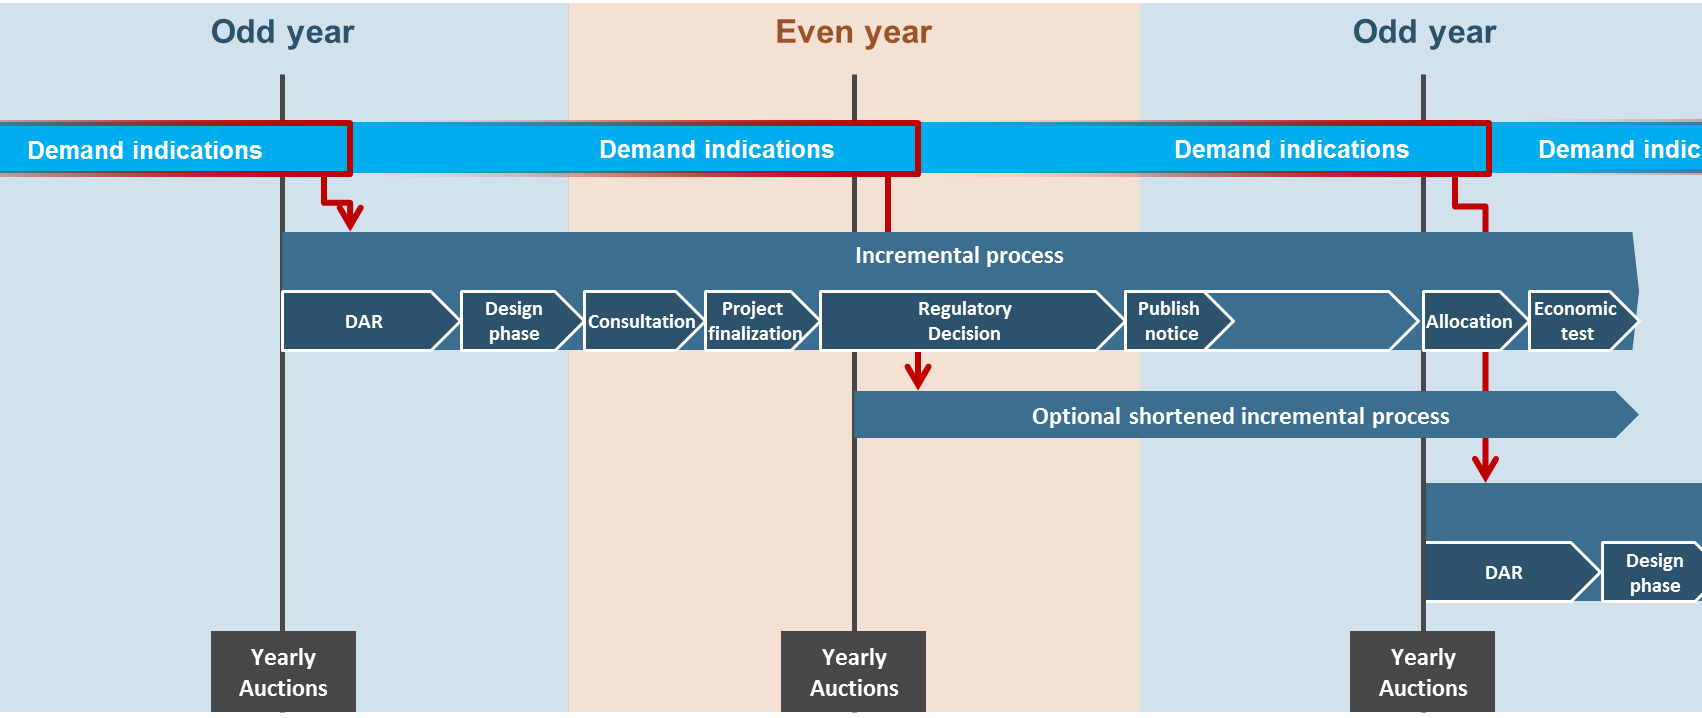 Odd year
Even year
Odd year
Demand indications
Demand indications
Demand indications
Demand indic
Incremental process
DAR
Design
phase
Consultation
Project
finalization
Regulatory
Decision
Publish
notice
Allocation
Economic
test
Optional shortened incremental process
DAR
Design
phase
Yearly
Auctions
Yearly
Auctions
Yearly
Auctions